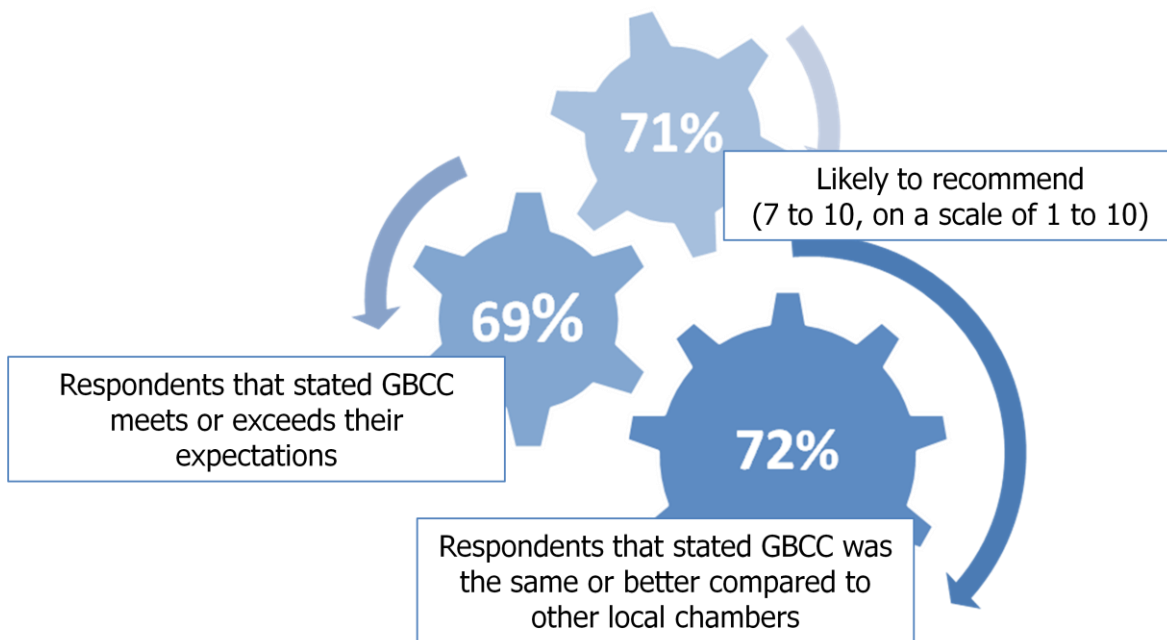 71%
Likely to recommend
(7 to 10, on a scale of 1 to 10)
69%
Respondents that stated GBCC
meets or exceeds their
expectations
72%
Respondents that stated GBCC was
the same or better compared to
other local chambers